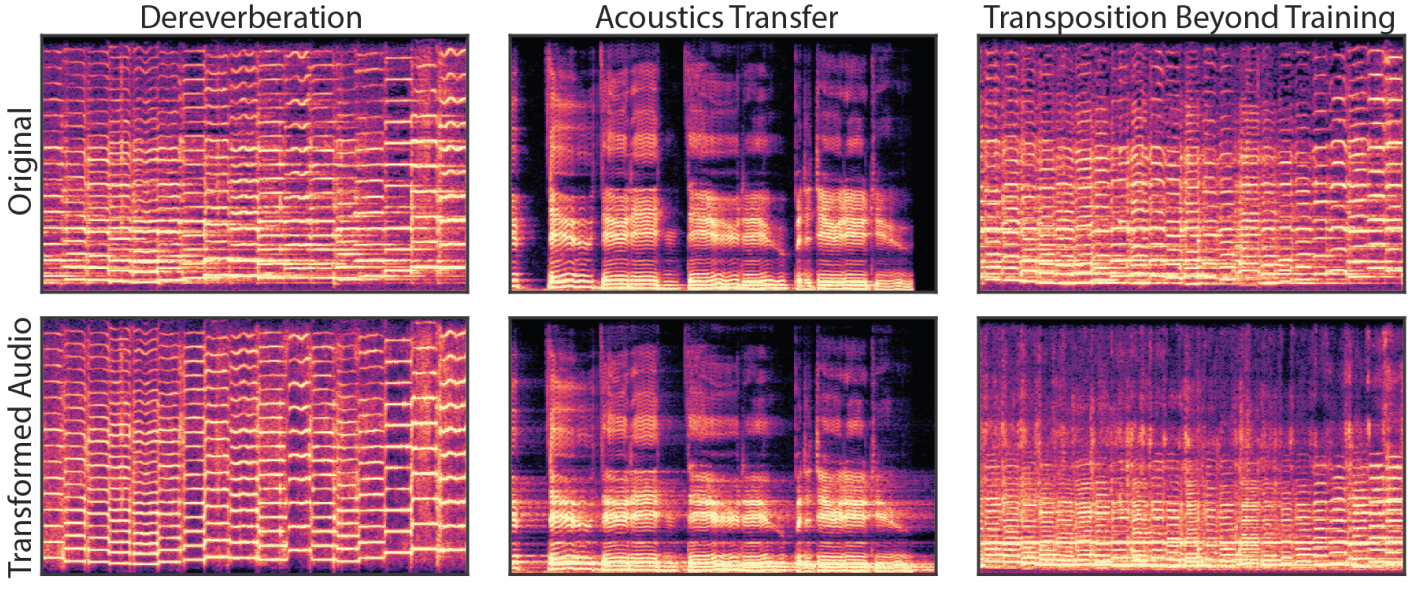 Dereverberation
Acoustics Transfer
Transposition Beyond Training
Original
Transformed Audio